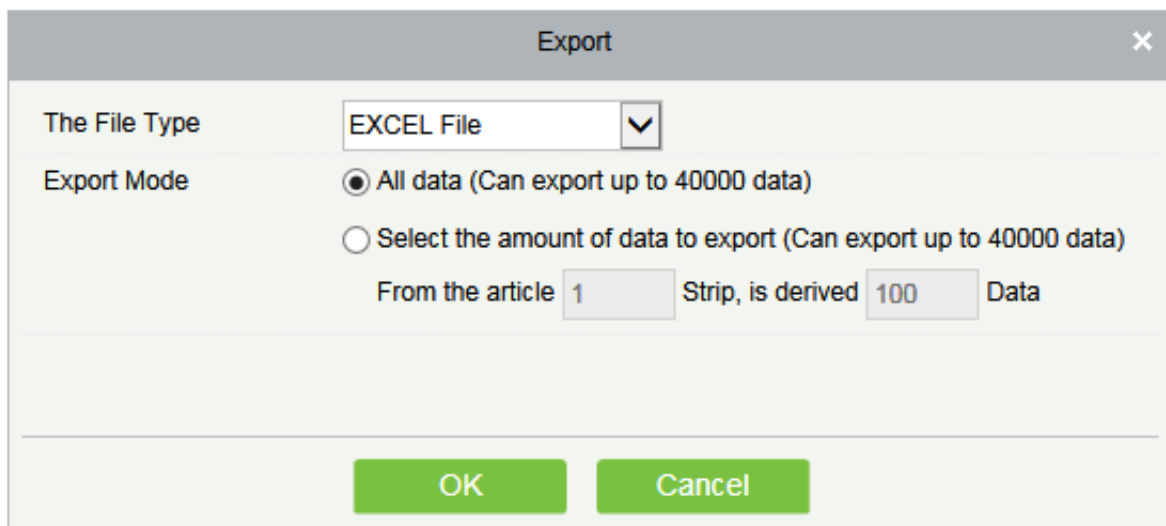 Export
The File Type EXCEL File
Export Mode All data (Can export up to 40000 data)
Select the amount of data to export (Can export up to 40000 data)
From the article 1 Strip, is derived 100 Data
OK Cancel